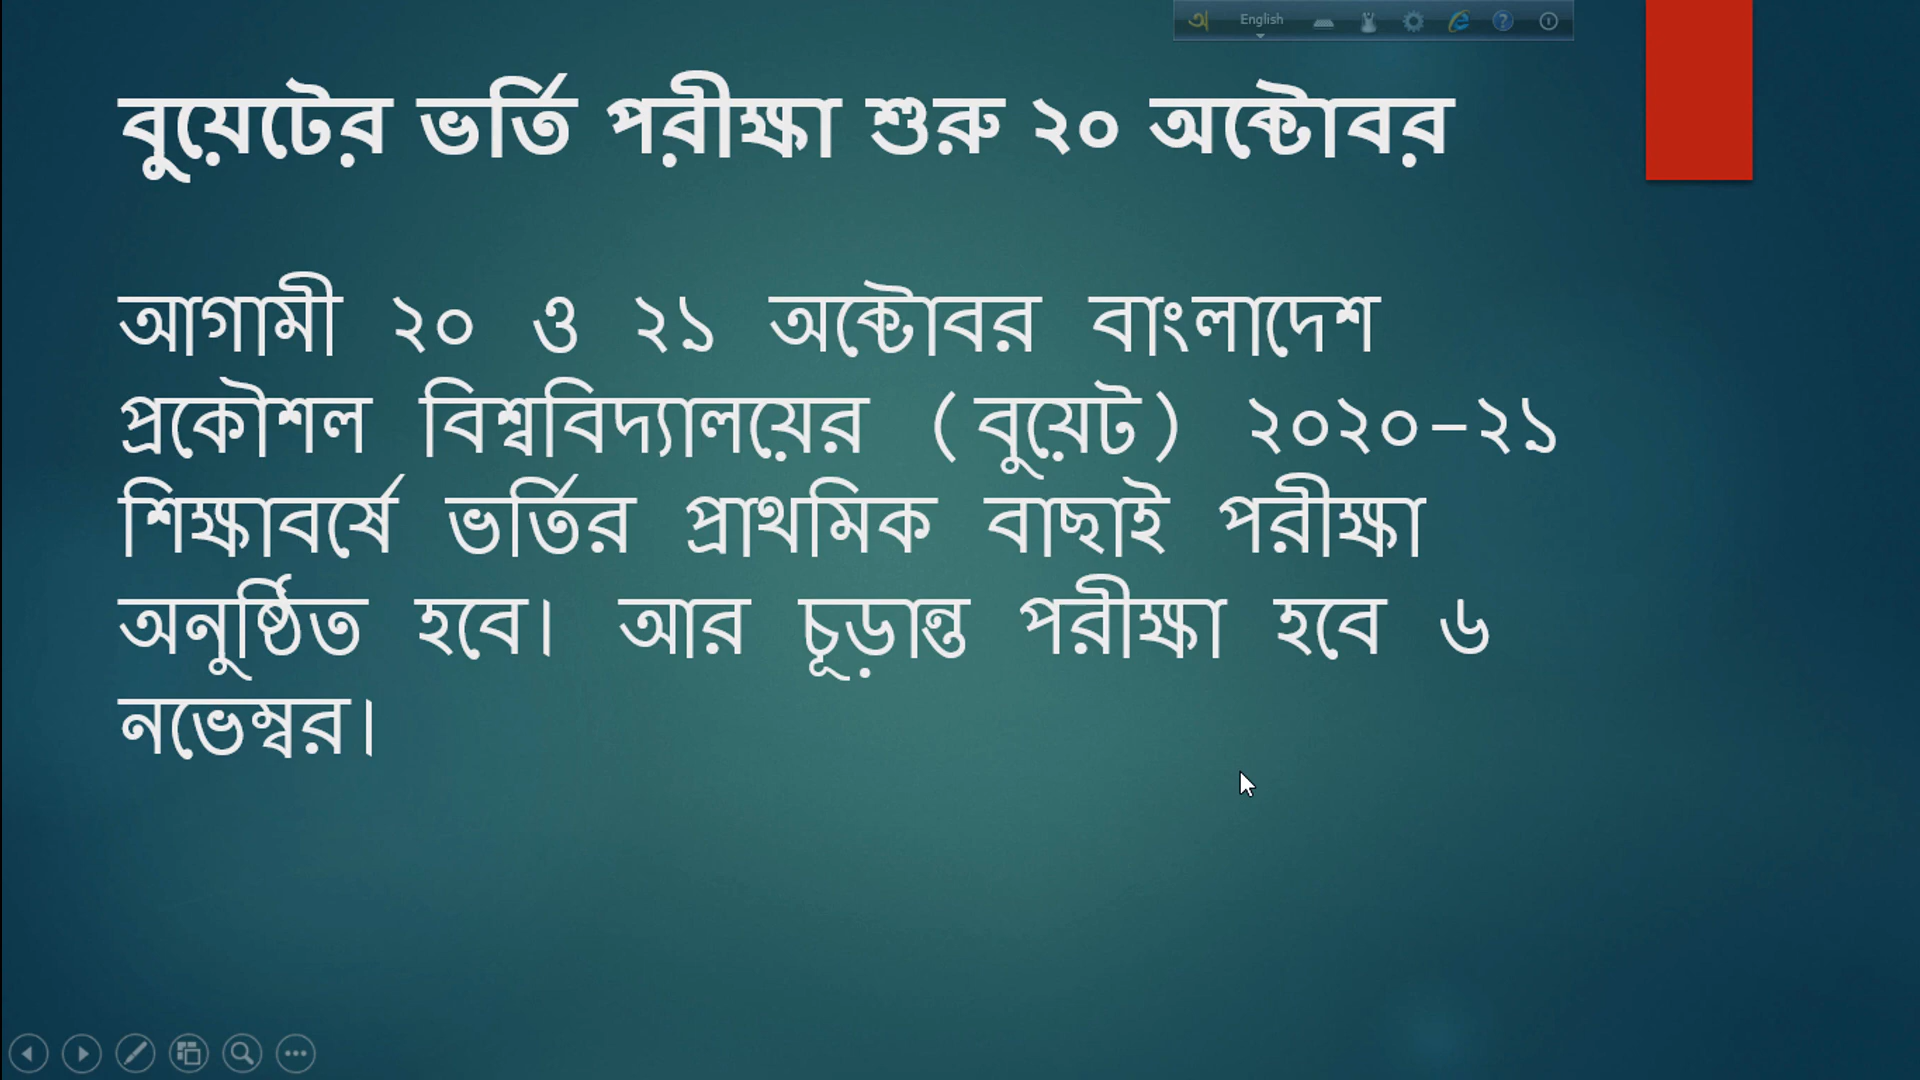 English
বুয়েটের ভর্তি পরীক্ষা শুরু ২০ অক্টোবর
আগামী ২০ ও ২১ অক্টোবর বাংলাদেশ
প্রকৌশল বিশ্ববিদ্যালয়ের (বুয়েট) ২০২০-২১
শিক্ষাবর্ষে ভর্তির প্রাথমিক বাছাই পরীক্ষা
অনুষ্ঠিত হবে। আর চূড়ান্ত পরীক্ষা হবে ৬
নভেম্বর।